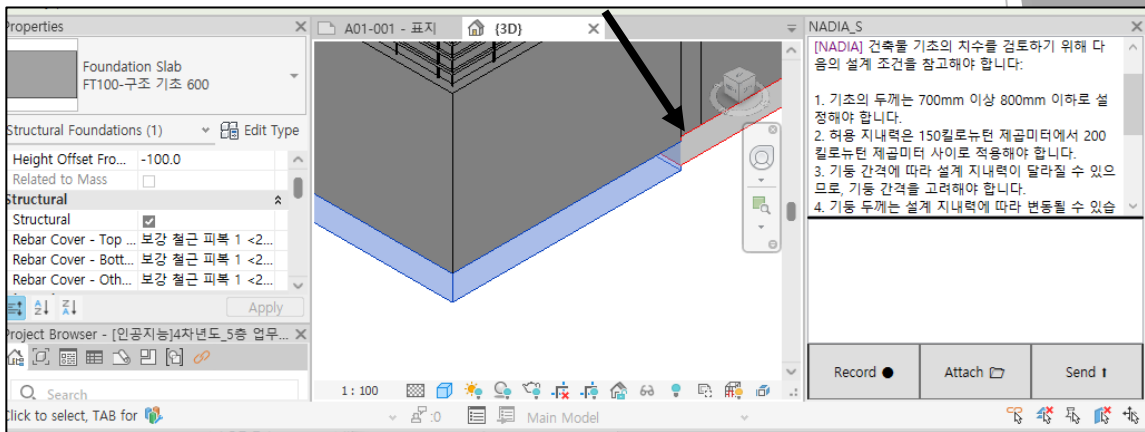 Properties
Foundation Slab
FT100-구조 기초 600
Structural Foundations (1)
Edit Type
Height Offset Fro... -100.0
Related to Mass
Structural
Structural
Rebar Cover - Top ... 보강 철근 피복 1 <2...
Rebar Cover - Bott... 보강 철근 피복 1 <2...
Rebar Cover - Oth... 보강 철근 피복 1 <2...
Apply
Project Browser - [인공지능]4차년도_5층 업무...
Search
Click to select, TAB for
A01-001 - 표지
{3D}
1 : 100
:0
Main Model
NADIA_S
[NADIA] 건축물 기초의 치수를 검토하기 위해 다
음의 설계 조건을 참고해야 합니다:
1. 기초의 두께는 700mm 이상 800mm 이하로 설
정해야 합니다.
2. 허용 지내력은 150킬로뉴턴 제곱미터에서 200
킬로뉴턴 제곱미터 사이로 적용해야 합니다.
3. 기둥 간격에 따라 설계 지내력이 달라질 수 있으
므로, 기둥 간격을 고려해야 합니다.
4. 기둥 두께는 설계 지내력에 따라 변동될 수 있습
Record
Attach
Send